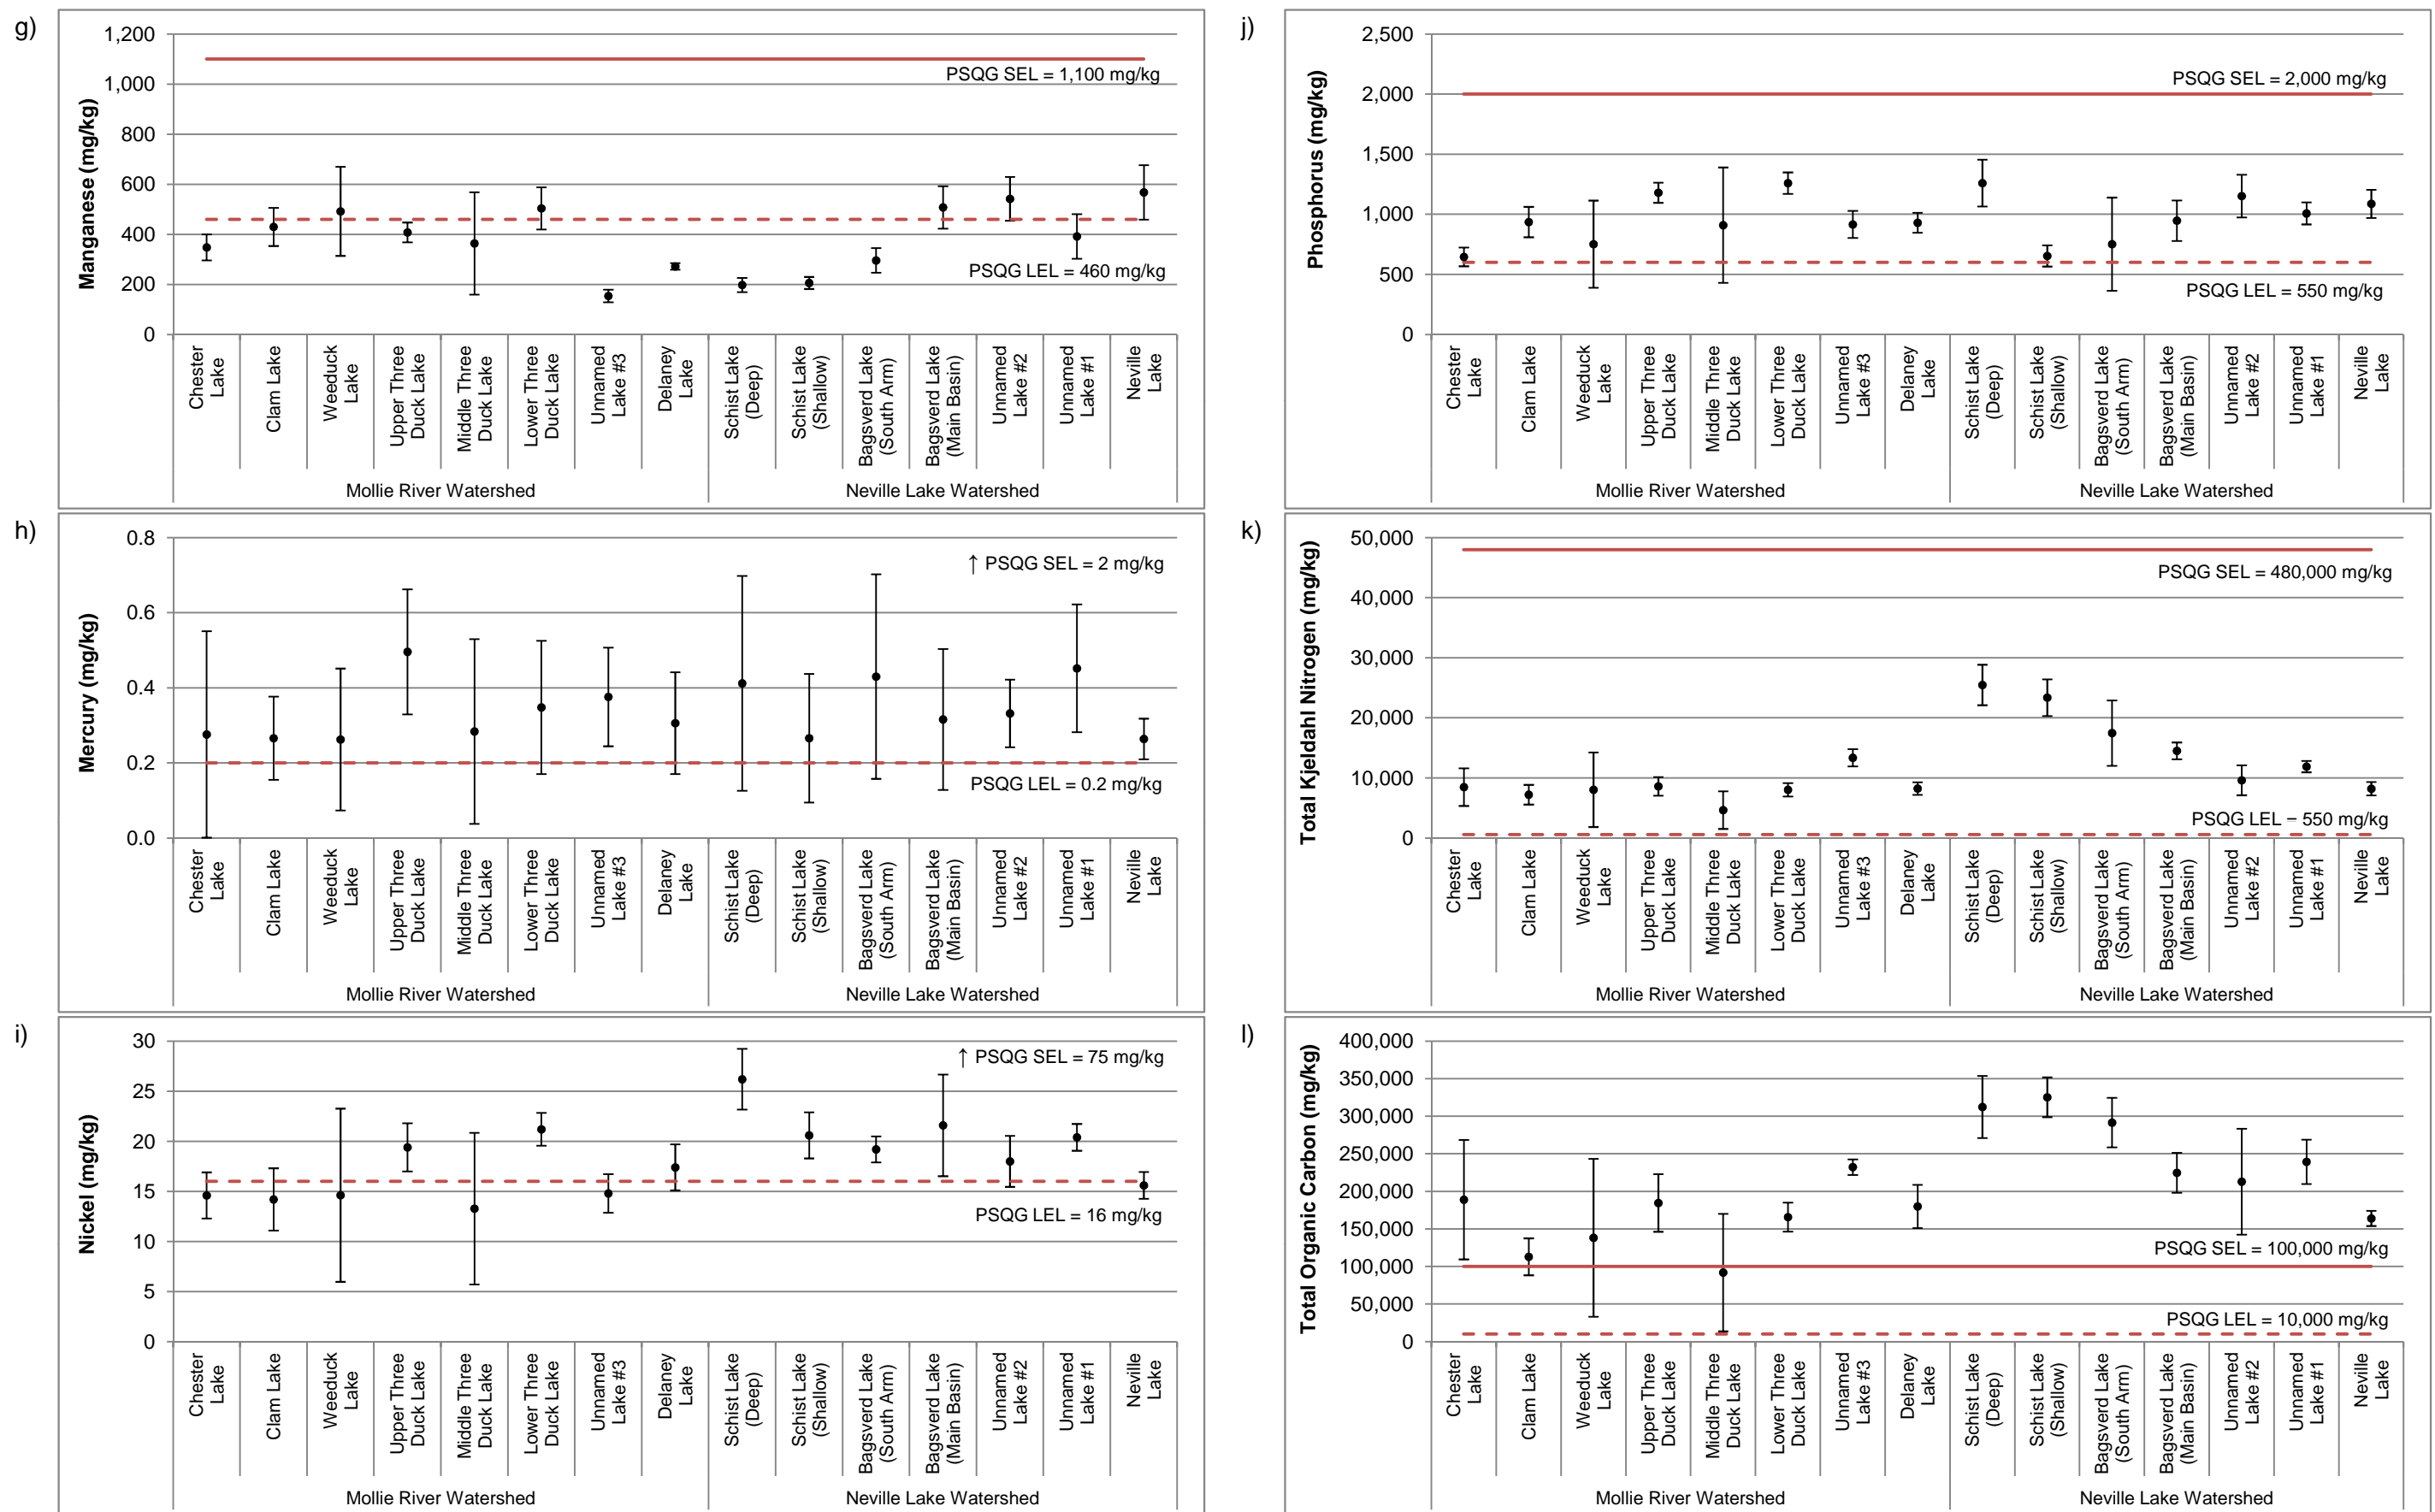 g)
1,200
1,000
800
600
400
200
0
Manganese (mg/kg)
PSQG SEL = 1,100 mg/kg
PSQG LEL = 460 mg/kg
Chester
Lake
Clam Lake
Weeduck
Lake
Upper Three
Duck Lake
Middle Three
Duck Lake
Lower Three
Duck Lake
Unnamed
Lake #3
Delaney
Lake
Schist Lake
(Deep)
Schist Lake
(Shallow)
Bagsverd Lake
(South Arm)
Bagsverd Lake
(Main Basin)
Unnamed
Lake #2
Unnamed
Lake #1
Neville
Lake
Mollie River Watershed
Neville Lake Watershed
h)
0.8
0.6
0.4
0.2
0.0
Mercury (mg/kg)
↑ PSQG SEL = 2 mg/kg
PSQG LEL = 0.2 mg/kg
Chester
Lake
Clam Lake
Weeduck
Lake
Upper Three
Duck Lake
Middle Three
Duck Lake
Lower Three
Duck Lake
Unnamed
Lake #3
Delaney
Lake
Schist Lake
(Deep)
Schist Lake
(Shallow)
Bagsverd Lake
(South Arm)
Bagsverd Lake
(Main Basin)
Unnamed
Lake #2
Unnamed
Lake #1
Neville
Lake
Mollie River Watershed
Neville Lake Watershed
i)
30
25
20
15
10
5
0
Nickel (mg/kg)
↑ PSQG SEL = 75 mg/kg
PSQG LEL = 16 mg/kg
Chester
Lake
Clam Lake
Weeduck
Lake
Upper Three
Duck Lake
Middle Three
Duck Lake
Lower Three
Duck Lake
Unnamed
Lake #3
Delaney
Lake
Schist Lake
(Deep)
Schist Lake
(Shallow)
Bagsverd Lake
(South Arm)
Bagsverd Lake
(Main Basin)
Unnamed
Lake #2
Unnamed
Lake #1
Neville
Lake
Mollie River Watershed
Neville Lake Watershed
j)
2,500
2,000
1,500
1,000
500
0
Phosphorus (mg/kg)
PSQG SEL = 2,000 mg/kg
PSQG LEL = 550 mg/kg
Chester
Lake
Clam Lake
Weeduck
Lake
Upper Three
Duck Lake
Middle Three
Duck Lake
Lower Three
Duck Lake
Unnamed
Lake #3
Delaney
Lake
Schist Lake
(Deep)
Schist Lake
(Shallow)
Bagsverd Lake
(South Arm)
Bagsverd Lake
(Main Basin)
Unnamed
Lake #2
Unnamed
Lake #1
Neville
Lake
Mollie River Watershed
Neville Lake Watershed
k)
50,000
40,000
30,000
20,000
10,000
0
Total Kjeldahl Nitrogen (mg/kg)
PSQG SEL = 480,000 mg/kg
PSQG LEL = 550 mg/kg
Chester
Lake
Clam Lake
Weeduck
Lake
Upper Three
Duck Lake
Middle Three
Duck Lake
Lower Three
Duck Lake
Unnamed
Lake #3
Delaney
Lake
Schist Lake
(Deep)
Schist Lake
(Shallow)
Bagsverd Lake
(South Arm)
Bagsverd Lake
(Main Basin)
Unnamed
Lake #2
Unnamed
Lake #1
Neville
Lake
Mollie River Watershed
Neville Lake Watershed
l)
400,000
350,000
300,000
250,000
200,000
150,000
100,000
50,000
0
Total Organic Carbon (mg/kg)
PSQG SEL = 100,000 mg/kg
PSQG LEL = 10,000 mg/kg
Chester
Lake
Clam Lake
Weeduck
Lake
Upper Three
Duck Lake
Middle Three
Duck Lake
Lower Three
Duck Lake
Unnamed
Lake #3
Delaney
Lake
Schist Lake
(Deep)
Schist Lake
(Shallow)
Bagsverd Lake
(South Arm)
Bagsverd Lake
(Main Basin)
Unnamed
Lake #2
Unnamed
Lake #1
Neville
Lake
Mollie River Watershed
Neville Lake Watershed